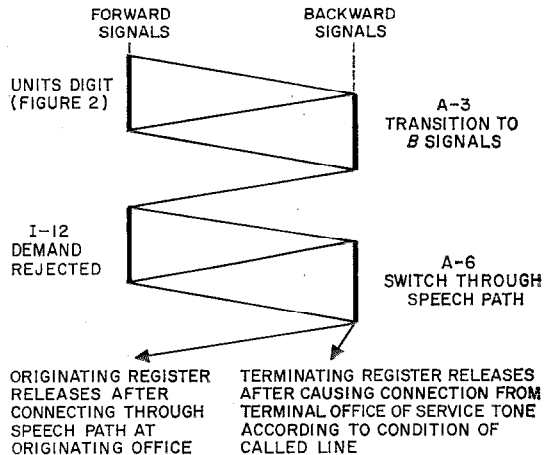 FORWARD
SIGNALS
BACKWARD
SIGNALS
UNITS DIGIT
(FIGURE 2)
A-3
TRANSITION TO
B SIGNALS
I-12
DEMAND
REJECTED
A-6
SWITCH THROUGH
SPEECH PATH
ORIGINATING REGISTER
RELEASES AFTER
CONNECTING THROUGH
SPEECH PATH AT
ORIGINATING OFFICE
TERMINATING REGISTER RELEASES
AFTER CAUSING CONNECTION FROM
TERMINAL OFFICE OF SERVICE TONE
ACCORDING TO CONDITION OF
CALLED LINE